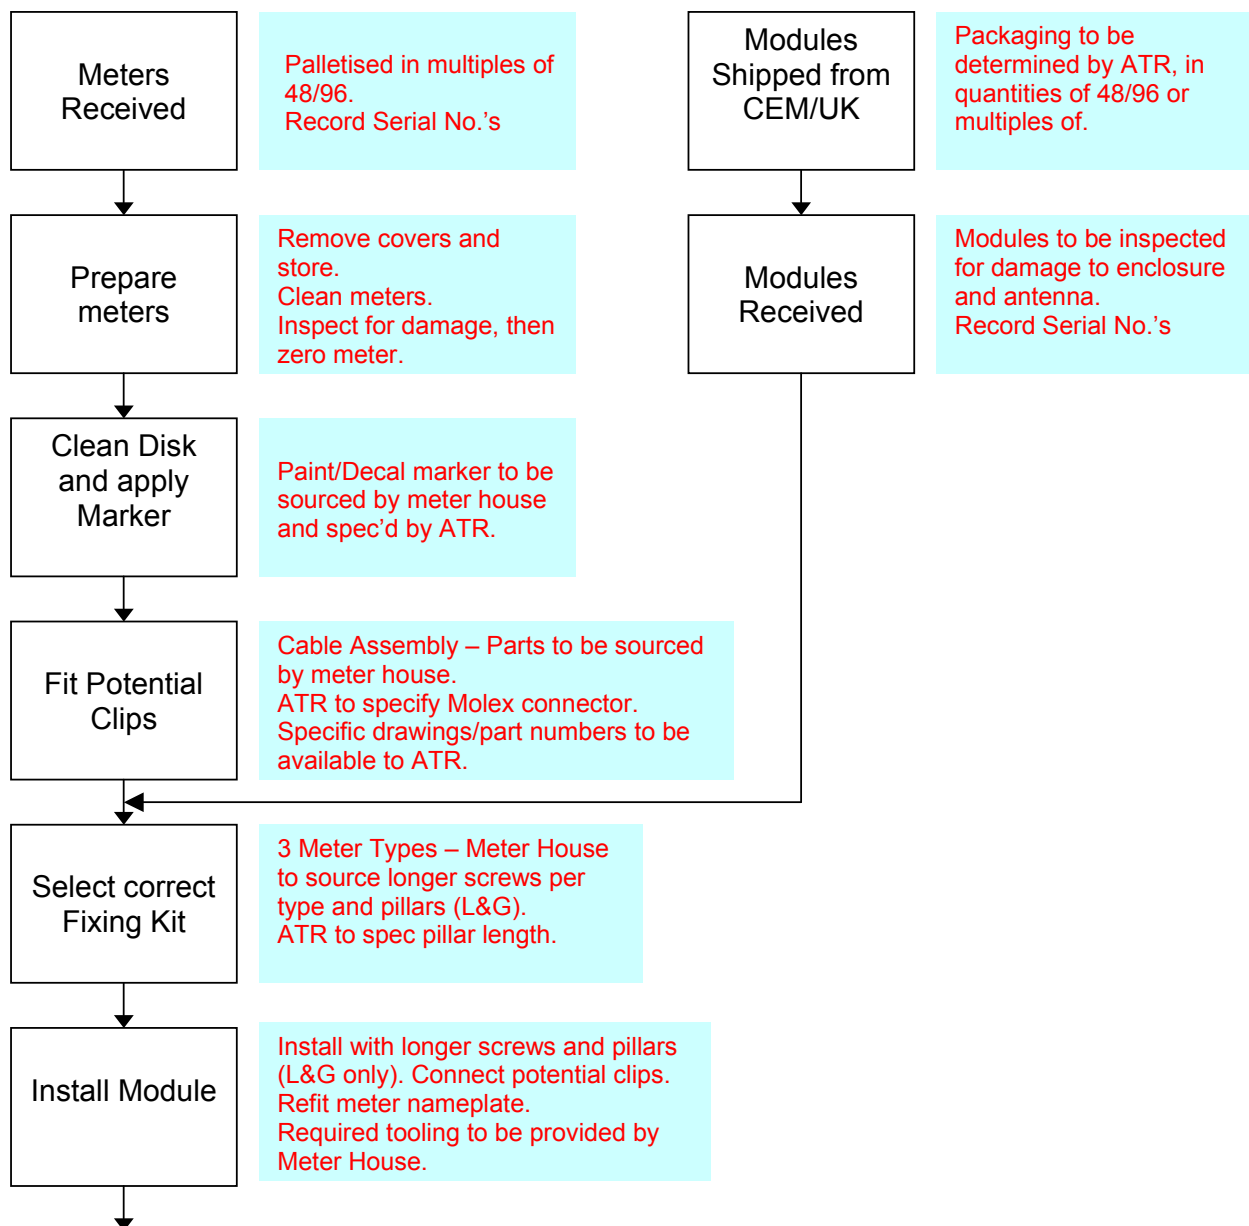 Meters
Received
Palletised in multiples of
48/96.
Record Serial No.'s
Modules
Shipped from
CEM/UK
Packaging to be
determined by ATR, in
quantities of 48/96 or
multiples of.
Prepare
meters
Remove covers and
store.
Clean meters.
Inspect for damage, then
zero meter.
Modules
Received
Modules to be inspected
for damage to enclosure
and antenna.
Record Serial No.'s
Clean Disk
and apply
Marker
Paint/Decal marker to be
sourced by meter house
and spec'd by ATR.
Fit Potential
Clips
Cable Assembly – Parts to be sourced
by meter house.
ATR to specify Molex connector.
Specific drawings/part numbers to be
available to ATR.
Select correct
Fixing Kit
3 Meter Types – Meter House
to source longer screws per
type and pillars (L&G).
ATR to spec pillar length.
Install Module
Install with longer screws and pillars
(L&G only). Connect potential clips.
Refit meter nameplate.
Required tooling to be provided by
Meter House.